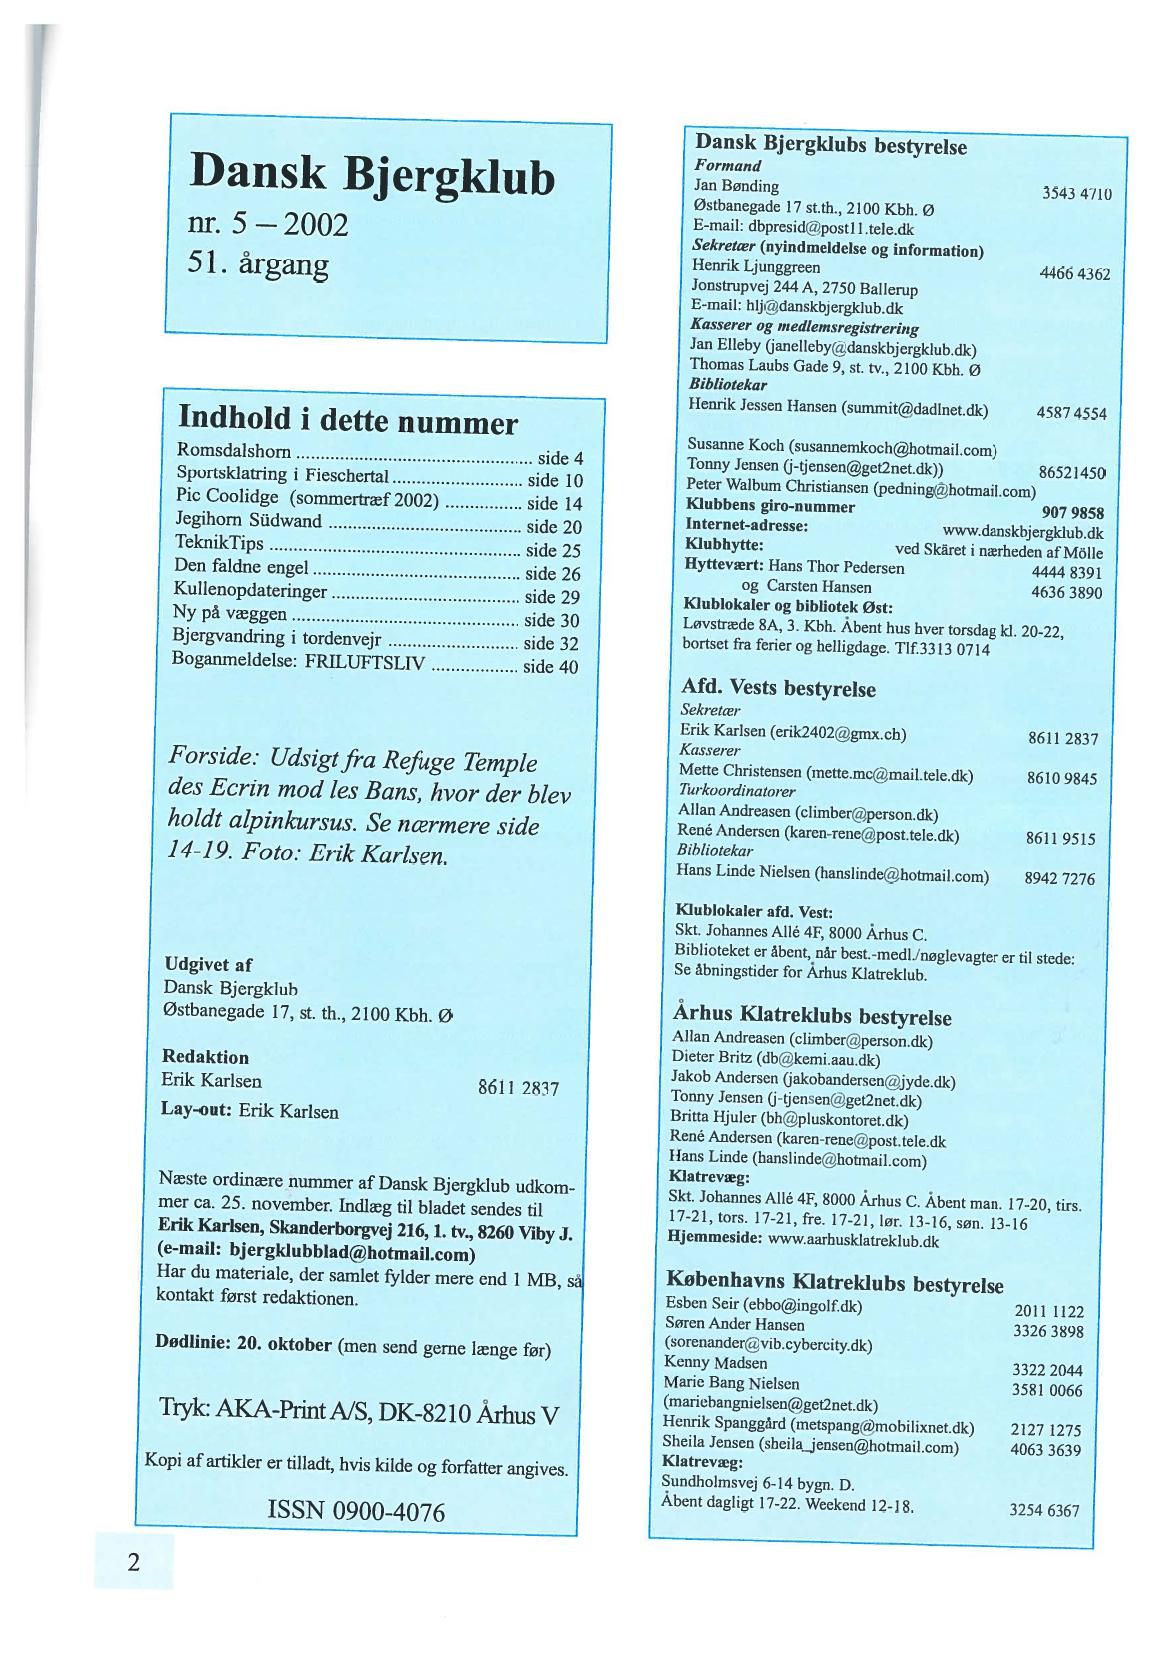 Dansk Bjergklub
nr. 5 – 2002
51. årgang
Indhold i dette nummer
Romsdalshorn ............................................. side 4
Sportsklatring i Fieschertal ......................... side 10
Pic Coolidge (sommertræf 2002) ............... side 14
Jegihorn Südwand ..................................... side 20
TeknikTips ................................................ side 25
Den faldne engel ........................................ side 26
Kullenopdateringer .................................... side 29
Ny på væggen ............................................ side 30
Bjergvandring i tordenvejr ......................... side 32
Boganmeldelse: FRILUFTSLIV ................. side 40
Forside: Udsigt fra Refuge Temple
des Ecrin mod les Bans, hvor der blev
holdt alpinkursus. Se nærmere side
14-19. Foto: Erik Karlsen.
Udgivet af
Dansk Bjergklub
Østbanegade 17, st. th., 2100 Kbh. Ø
Redaktion
Erik Karlsen 8611 2837
Lay-out: Erik Karlsen
Næste ordinære nummer af Dansk Bjergklub udkom-
mer ca. 25. november. Indlæg til bladet sendes til
Erik Karlsen, Skanderborgvej 216, 1. tv., 8260 Viby J.
(e-mail: bjergklubblad@hotmail.com)
Har du materiale, der samlet fylder mere end 1 MB, så
kontakt først redaktionen.
Dødlinie: 20. oktober (men send gerne længe før)
Tryk: AKA-Print A/S, DK-8210 Århus V
Kopi af artikler er tilladt, hvis kilde og forfatter angives.
ISSN 0900-4076
2
Dansk Bjergklubs bestyrelse
Formand
Jan Bønding 3543 4710
Østbanegade 17 st.th., 2100 Kbh. Ø
E-mail: dbpresid@post11.tele.dk
Sekretær (nyindmeldelse og information)
Henrik Ljunggreen 4466 4362
Jonstrupvej 244 A, 2750 Ballerup
E-mail: hlj@danskbjergklub.dk
Kasserer og medlemsregistrering
Jan Elleby (janelleby@danskbjergklub.dk)
Thomas Laubs Gade 9, st. tv., 2100 Kbh. Ø
Bibliotekar
Henrik Jessen Hansen (summit@dadlnet.dk) 4587 4554
Susanne Koch (susannemkoch@hotmail.com)
Tonny Jensen (j-tjensen@get2net.dk)) 86521450
Peter Walbum Christiansen (pedning@hotmail.com)
Klubbens giro-nummer 907 9858
Internet-adresse: www.danskbjergklub.dk
Klubhytte: ved Skäret i nærheden af Mölle
Hyttevært: Hans Thor Pedersen 4444 8391
og Carsten Hansen 4636 3890
Klublokaler og bibliotek Øst:
Løvstræde 8A, 3. Kbh. Åbent hus hver torsdag kl. 20-22,
bortset fra ferier og helligdage. Tlf.3313 0714
Afd. Vests bestyrelse
Sekretær
Erik Karlsen (erik2402@gmx.ch) 8611 2837
Kasserer
Mette Christensen (mette.mc@mail.tele.dk) 8610 9845
Turkoordinatorer
Allan Andreasen (climber@person.dk)
René Andersen (karen-rene@post.tele.dk) 8611 9515
Bibliotekar
Hans Linde Nielsen (hanslinde@hotmail.com) 8942 7276
Klublokaler afd. Vest:
Skt. Johannes Allé 4F, 8000 Århus C.
Biblioteket er åbent, når best.-medl./nøglevagter er til stede:
Se åbningstider for Århus Klatreklub.
Århus Klatreklubs bestyrelse
Allan Andreasen (climber@person.dk)
Dieter Britz (db@kemi.aau.dk)
Jakob Andersen (jakobandersen@jyde.dk)
Tonny Jensen (j-tjensen@get2net.dk)
Britta Hjuler (bh@pluskontoret.dk)
René Andersen (karen-rene@post.tele.dk
Hans Linde (hanslinde@hotmail.com)
Klatrevæg:
Skt. Johannes Allé 4F, 8000 Århus C. Åbent man. 17-20, tirs.
17-21, tors. 17-21, fre. 17-21, lør. 13-16, søn. 13-16
Hjemmeside: www.aarhusklatreklub.dk
Københavns Klatreklubs bestyrelse
Esben Seir (ebbo@ingolf.dk) 2011 1122
Søren Ander Hansen 3326 3898
(sorenander@vib.cybercity.dk)
Kenny Madsen 3322 2044
Marie Bang Nielsen 3581 0066
(mariebangnielsen@get2net.dk)
Henrik Spanggård (metspang@mobilixnet.dk) 2127 1275
Sheila Jensen (sheila_jensen@hotmail.com) 4063 3639
Klatrevæg:
Sundholmsvej 6-14 bygn. D.
Åbent dagligt 17-22. Weekend 12-18. 3254 6367